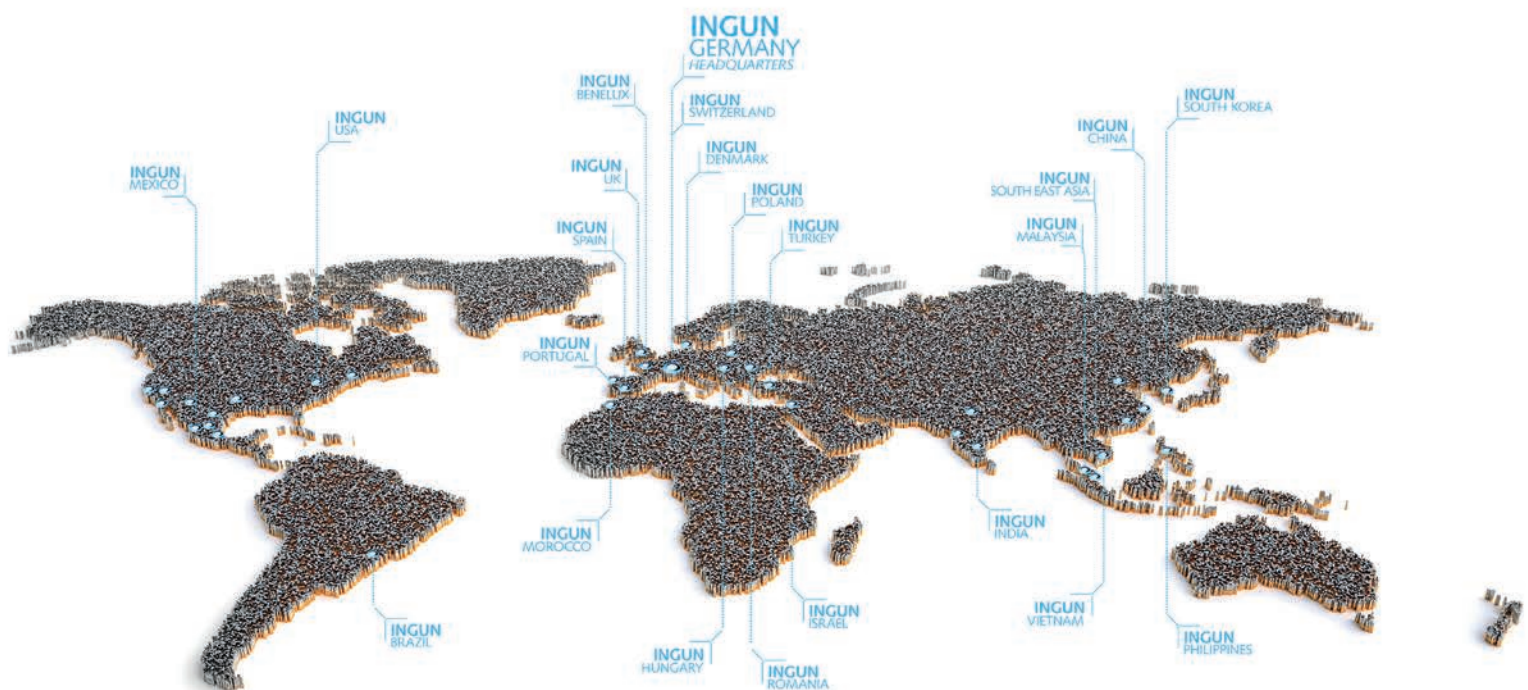 INGUN
GERMANY
HEADQUARTERS
INGUN
BENELUX
INGUN
SWITZERLAND
INGUN
SOUTH KOREA
INGUN
USA
INGUN
CHINA
INGUN
UK
INGUN
DENMARK
INGUN
MEXICO
INGUN
SOUTH EAST ASIA
INGUN
POLAND
INGUN
SPAIN
INGUN
TURKEY
INGUN
MALAYSIA
INGUN
PORTUGAL
INGUN
MOROCCO
INGUN
INDIA
INGUN
BRAZIL
INGUN
ISRAEL
INGUN
VIETNAM
INGUN
HUNGARY
INGUN
ROMANIA
INGUN
PHILIPPINES